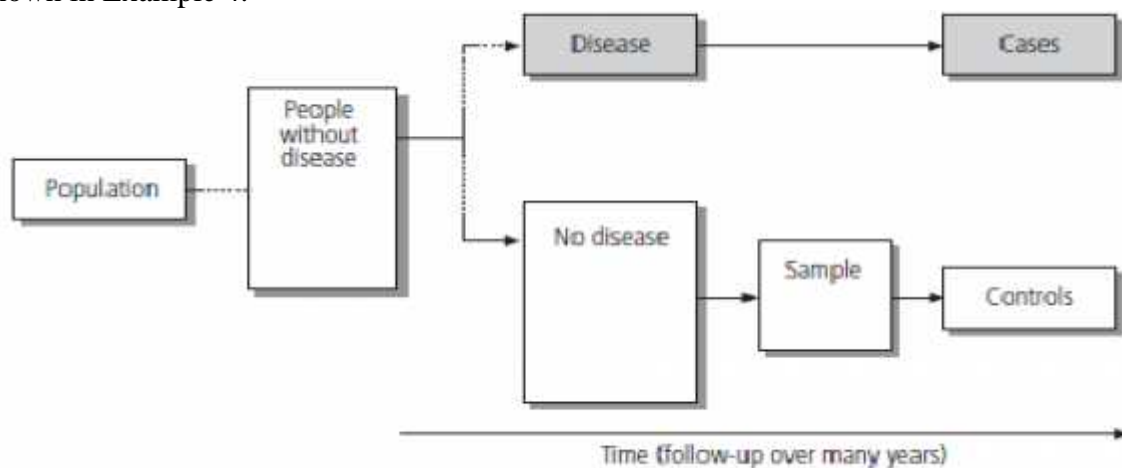 Disease
Cases
People
without
disease
Population
No disease
Sample
Controls
Time (follow-up over many years)